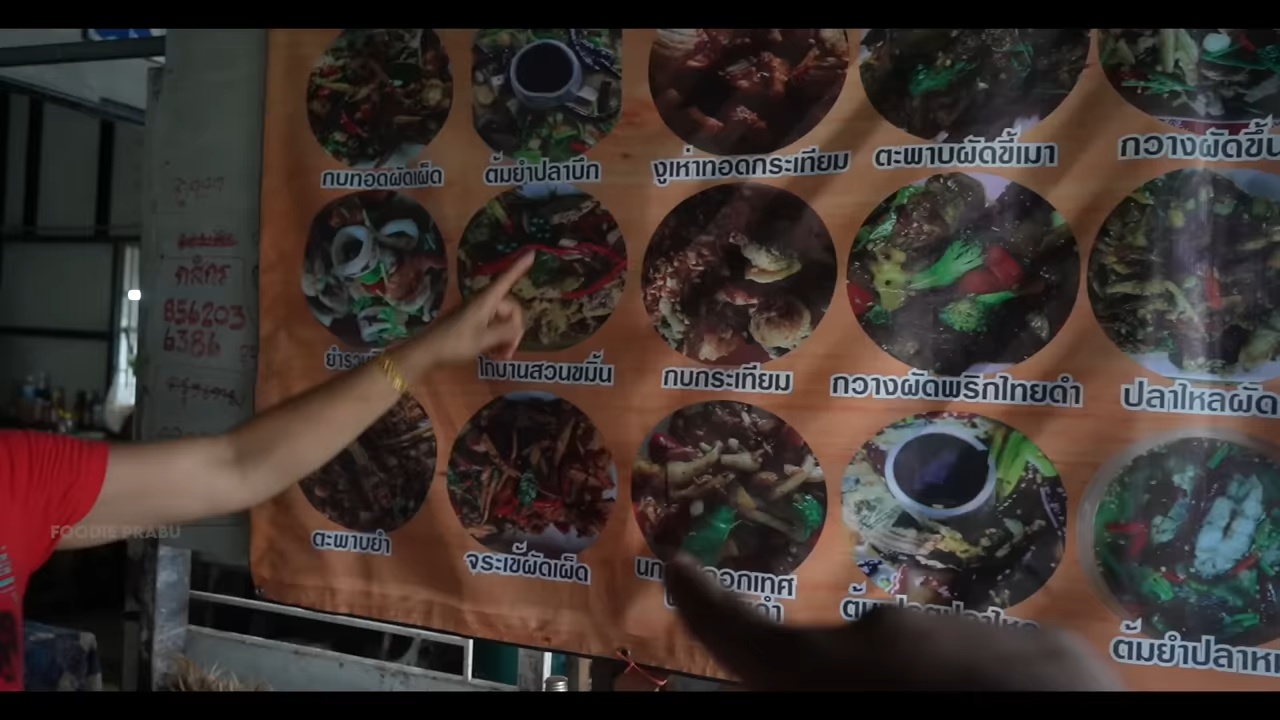 กบทอดผัดเผ็ด
ต้มยำปลาบึก
งูเห่าทอดกระเทียม
ตะพาบผัดขี้เมา
กวางผัดขึ้น
ไก่บานสวนขมิ้น
กบกระเทียม
กวางผัดพริกไทยดำ
ปลาไหลผัด
ตะพาบยำ
จระเข้ผัดเผ็ด
ต้มยำปลาห
856203
6386
FOODIE PRABU